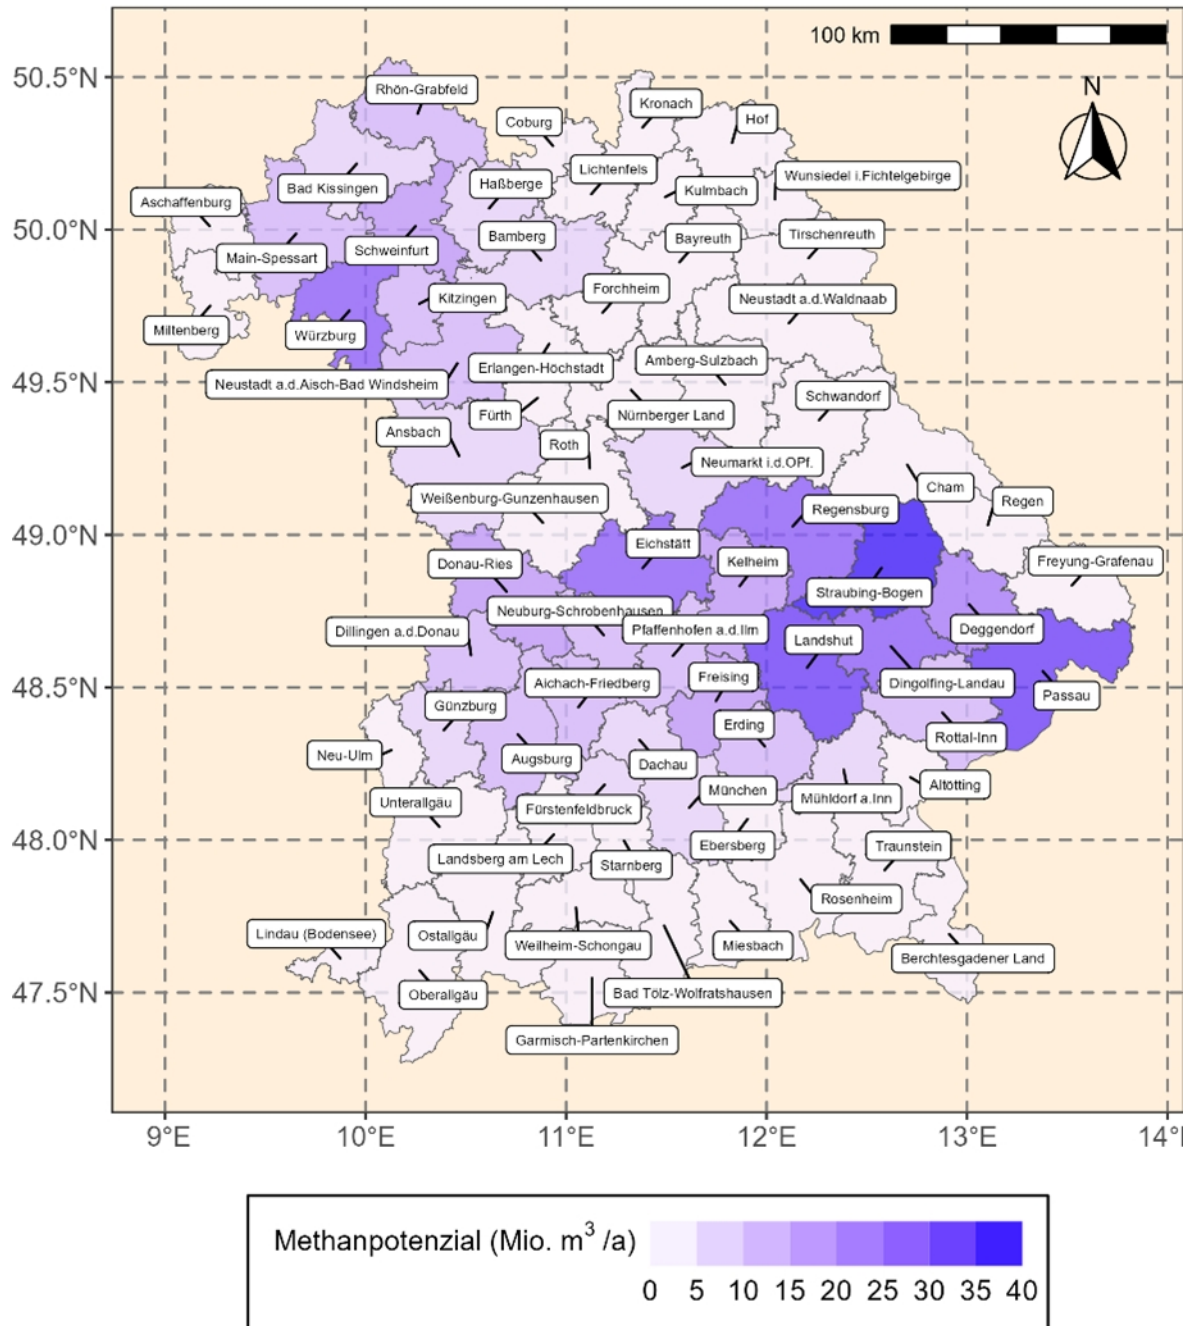 100 km
N
50.5°N
50.0°N
49.5°N
49.0°N
48.5°N
48.0°N
47.5°N
Rhön-Grabfeld
Kronach
Coburg
Hof
Lichtenfels
Wunsiedel i.Fichtelgebirge
Bad Kissingen
Haßberge
Kulmbach
Aschaffenburg
Bamberg
Bayreuth
Tirschenreuth
Main-Spessart
Schweinfurt
Forchheim
Kitzingen
Neustadt a.d.Waldnaab
Miltenberg
Würzburg
Amberg-Sulzbach
Erlangen-Höchstadt
Neustadt a.d.Aisch-Bad Windsheim
Schwandorf
Fürth
Nürnberger Land
Ansbach
Roth
Neumarkt i.d.OPf.
Cham
Weißenburg-Gunzenhausen
Regensburg
Regen
Eichstätt
Donau-Ries
Kelheim
Freyung-Grafenau
Straubing-Bogen
Neuburg-Schrobenhausen
Dillingen a.d.Donau
Pfaffenhofen a.d.Ilm
Landshut
Deggendorf
Freising
Aichach-Friedberg
Dingolfing-Landau
Passau
Günzburg
Erding
Rottal-Inn
Neu-Ulm
Augsburg
Dachau
Altötting
München
Mühldorf a.Inn
Unterallgäu
Fürstenfeldbruck
Ebersberg
Traunstein
Landsberg am Lech
Starnberg
Rosenheim
Lindau (Bodensee)
Ostallgäu
Weilheim-Schongau
Miesbach
Berchtesgadener Land
Oberallgäu
Bad Tölz-Wolfratshausen
Garmisch-Partenkirchen
9°E 10°E 11°E 12°E 13°E 14°E
Methanpotenzial (Mio. m³ /a)
0 5 10 15 20 25 30 35 40